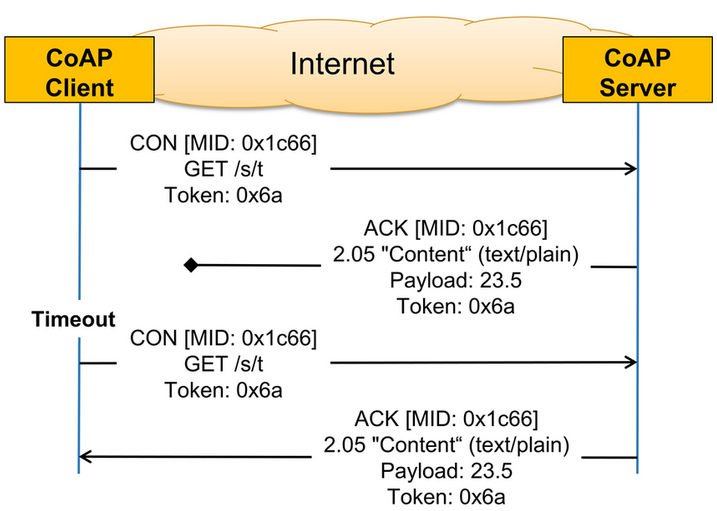 CoAP
Client
Internet
CoAP
Server
CON [MID: 0x1c66]
GET /s/t
Token: 0x6a
ACK [MID: 0x1c66]
2.05 "Content“ (text/plain)
Payload: 23.5
Token: 0x6a
Timeout
CON [MID: 0x1c66]
GET /s/t
Token: 0x6a
ACK [MID: 0x1c66]
2.05 "Content“ (text/plain)
Payload: 23.5
Token: 0x6a